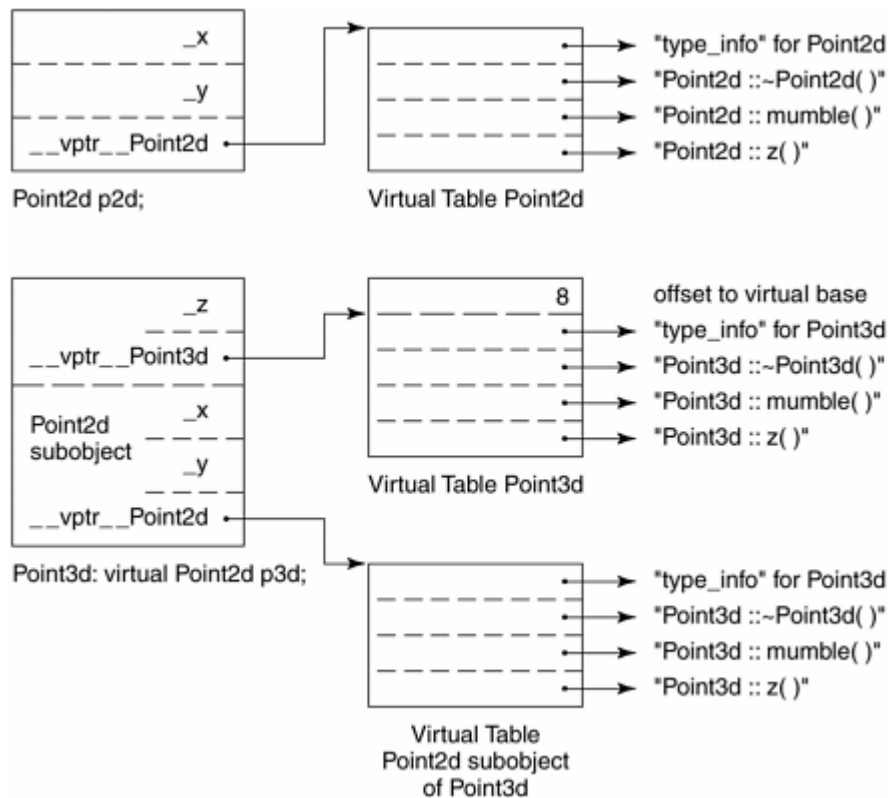 _x
_y
__vptr__Point2d
Point2d p2d;
"type_info" for Point2d
"Point2d ::~Point2d( )"
"Point2d :: mumble( )"
"Point2d :: z( )"
Virtual Table Point2d
_z
__vptr__Point3d
Point2d
subobject
_x
_y
__vptr__Point2d
Point3d: virtual Point2d p3d;
8
offset to virtual base
"type_info" for Point3d
"Point3d ::~Point3d( )"
"Point3d :: mumble( )"
"Point3d :: z( )"
Virtual Table Point3d
"type_info" for Point3d
"Point3d ::~Point3d( )"
"Point3d :: mumble( )"
"Point3d :: z( )"
Virtual Table
Point2d subobject
of Point3d